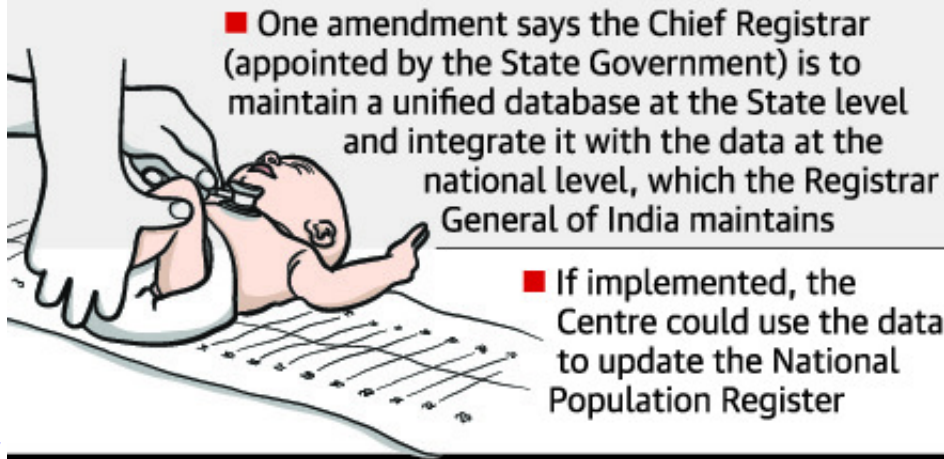 ■ One amendment says the Chief Registrar
(appointed by the State Government) is to
maintain a unified database at the State level
and integrate it with the data at the
national level, which the Registrar
General of India maintains
■ If implemented, the
Centre could use the data
to update the National
Population Register